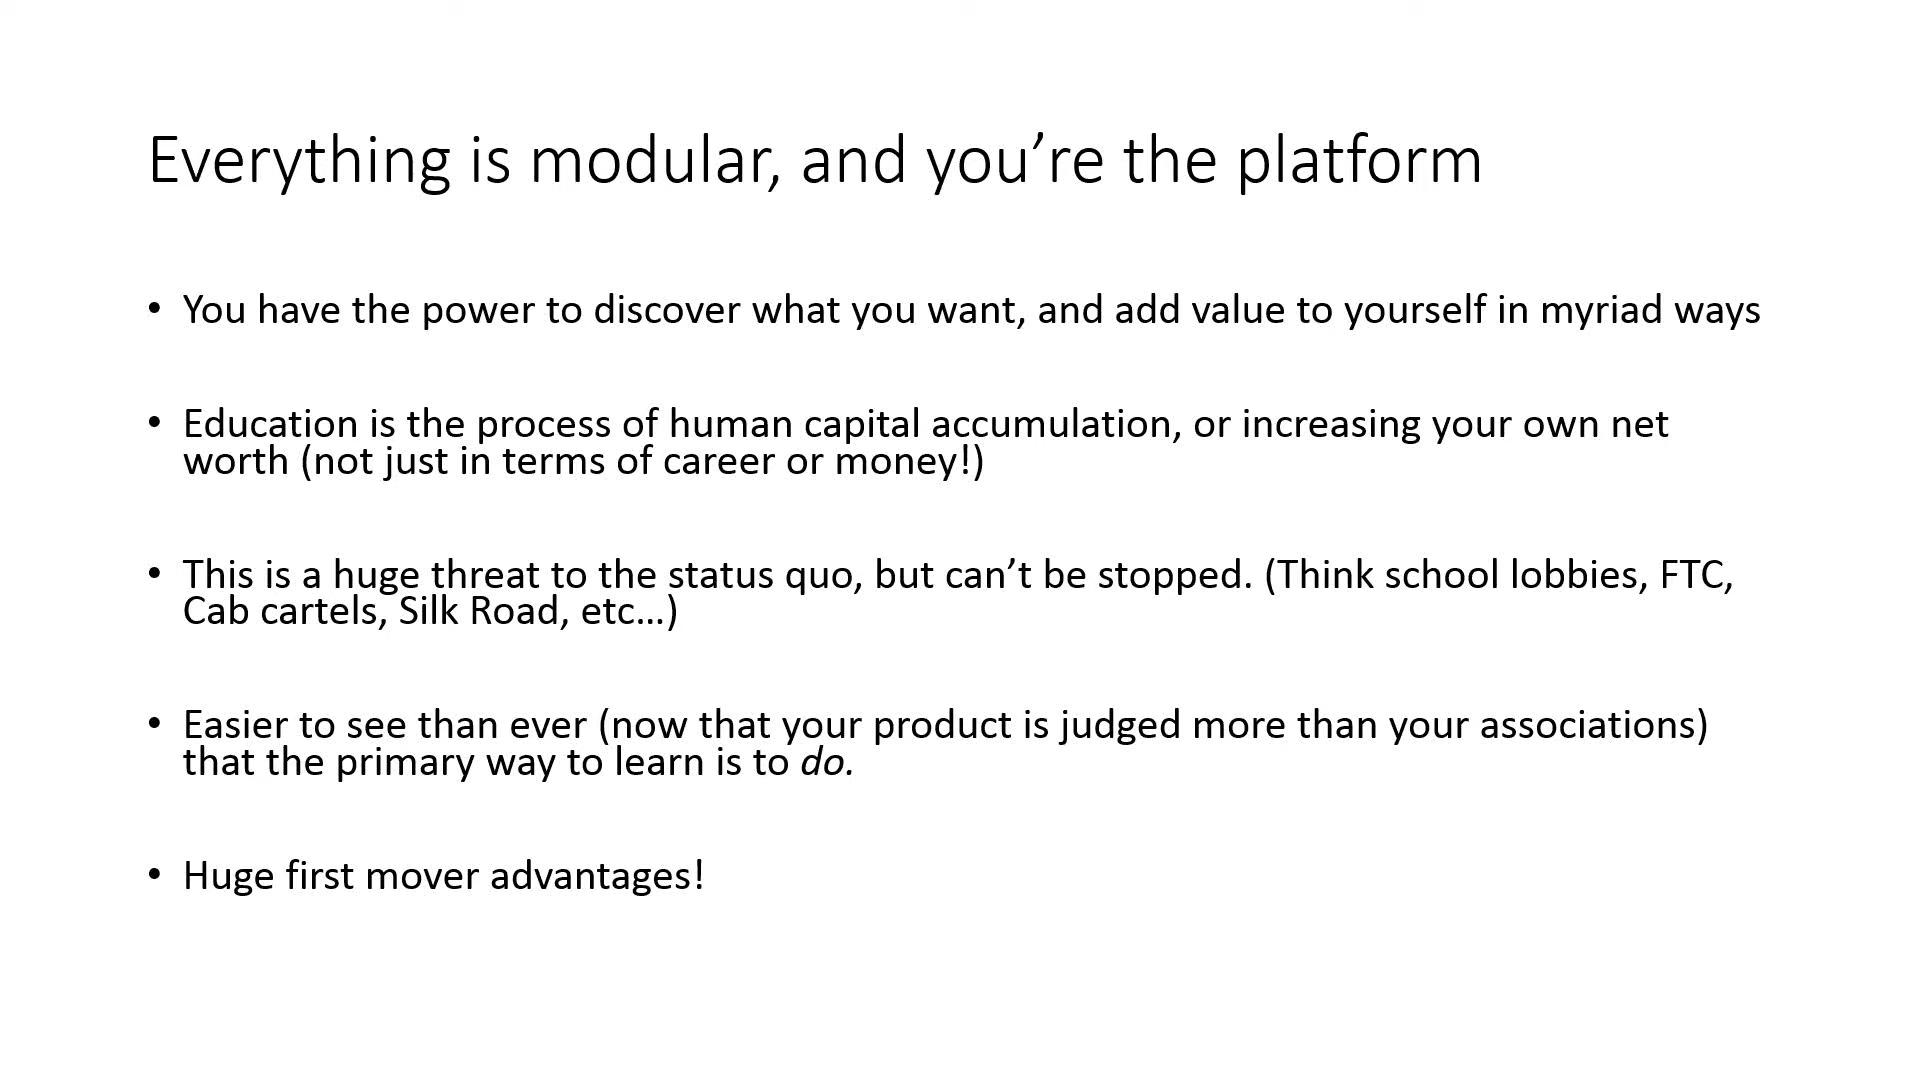 Everything is modular, and you’re the platform
• You have the power to discover what you want, and add value to yourself in myriad ways
• Education is the process of human capital accumulation, or increasing your own net
worth (not just in terms of career or money!)
• This is a huge threat to the status quo, but can’t be stopped. (Think school lobbies, FTC,
Cab cartels, Silk Road, etc…)
• Easier to see than ever (now that your product is judged more than your associations)
that the primary way to learn is to do.
• Huge first mover advantages!